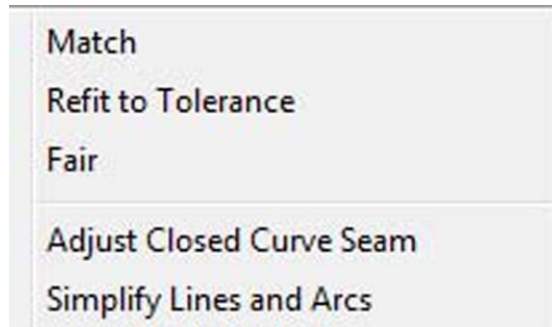 Match
Refit to Tolerance
Fair
Adjust Closed Curve Seam
Simplify Lines and Arcs